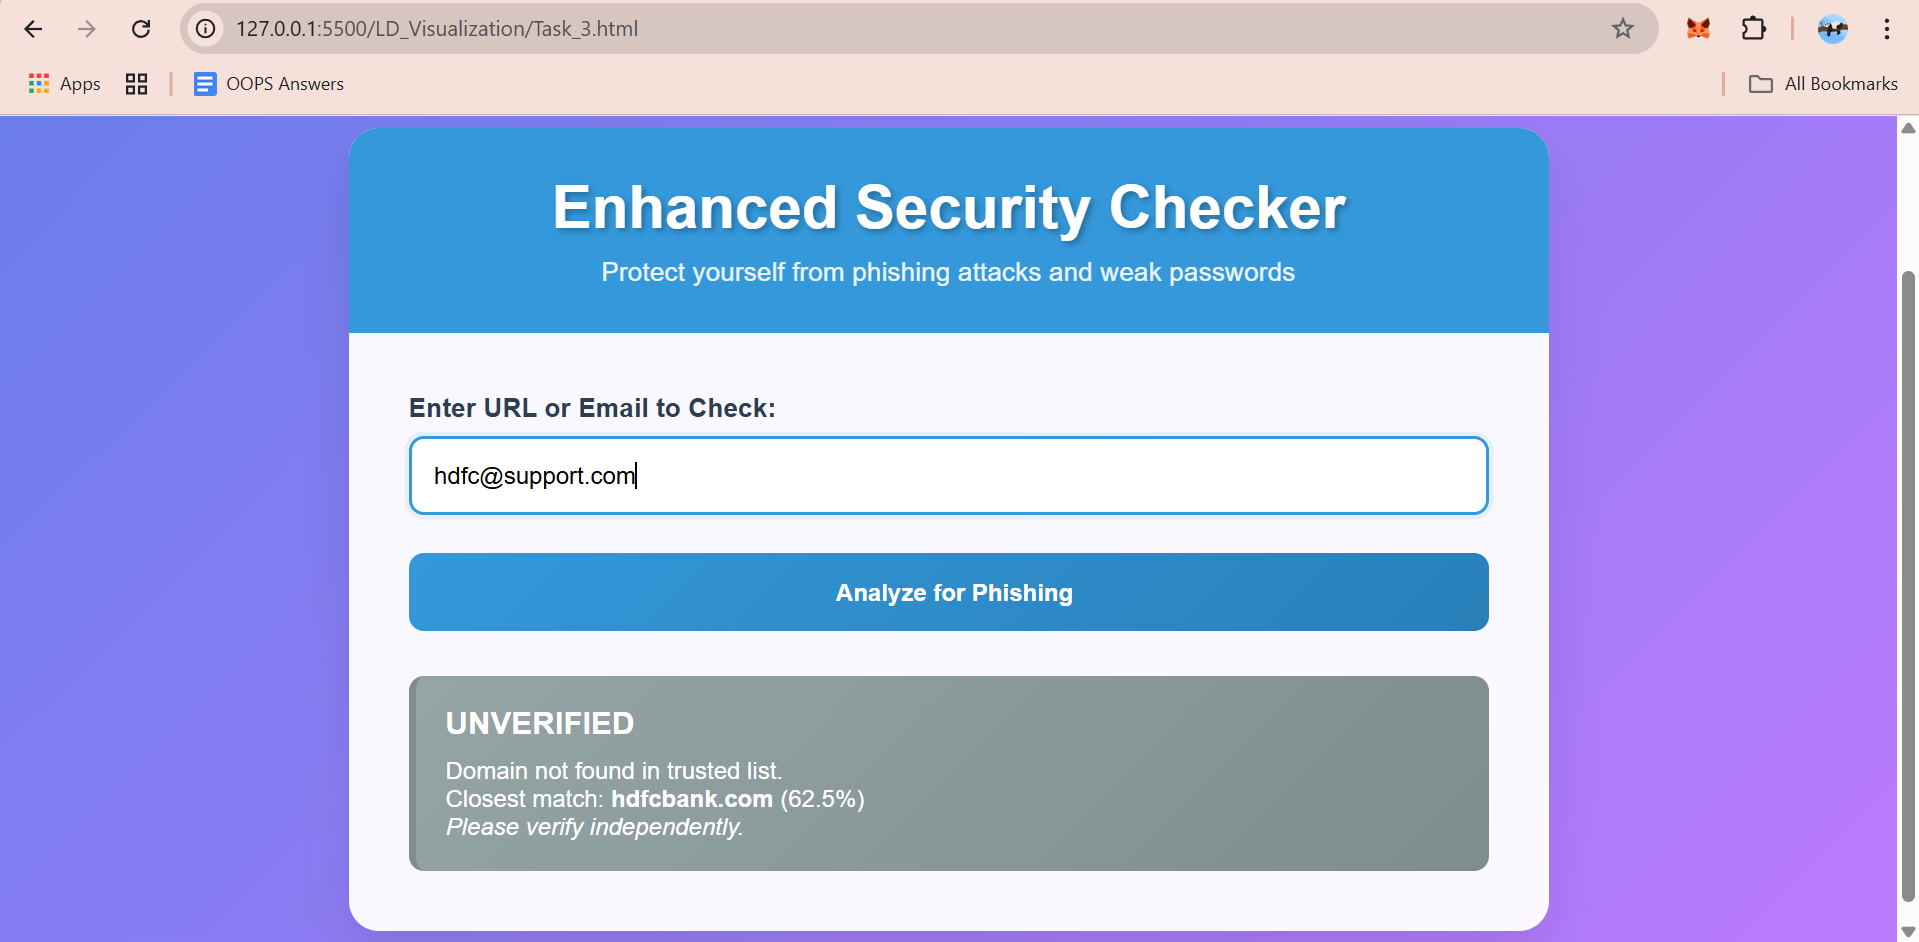 127.0.0.1:5500/LD_Visualization/Task_3.html
Apps
OOPS Answers
All Bookmarks
Enhanced Security Checker
Protect yourself from phishing attacks and weak passwords
Enter URL or Email to Check:
hdfc@support.com
Analyze for Phishing
UNVERIFIED
Domain not found in trusted list.
Closest match: hdfcbank.com (62.5%)
Please verify independently.